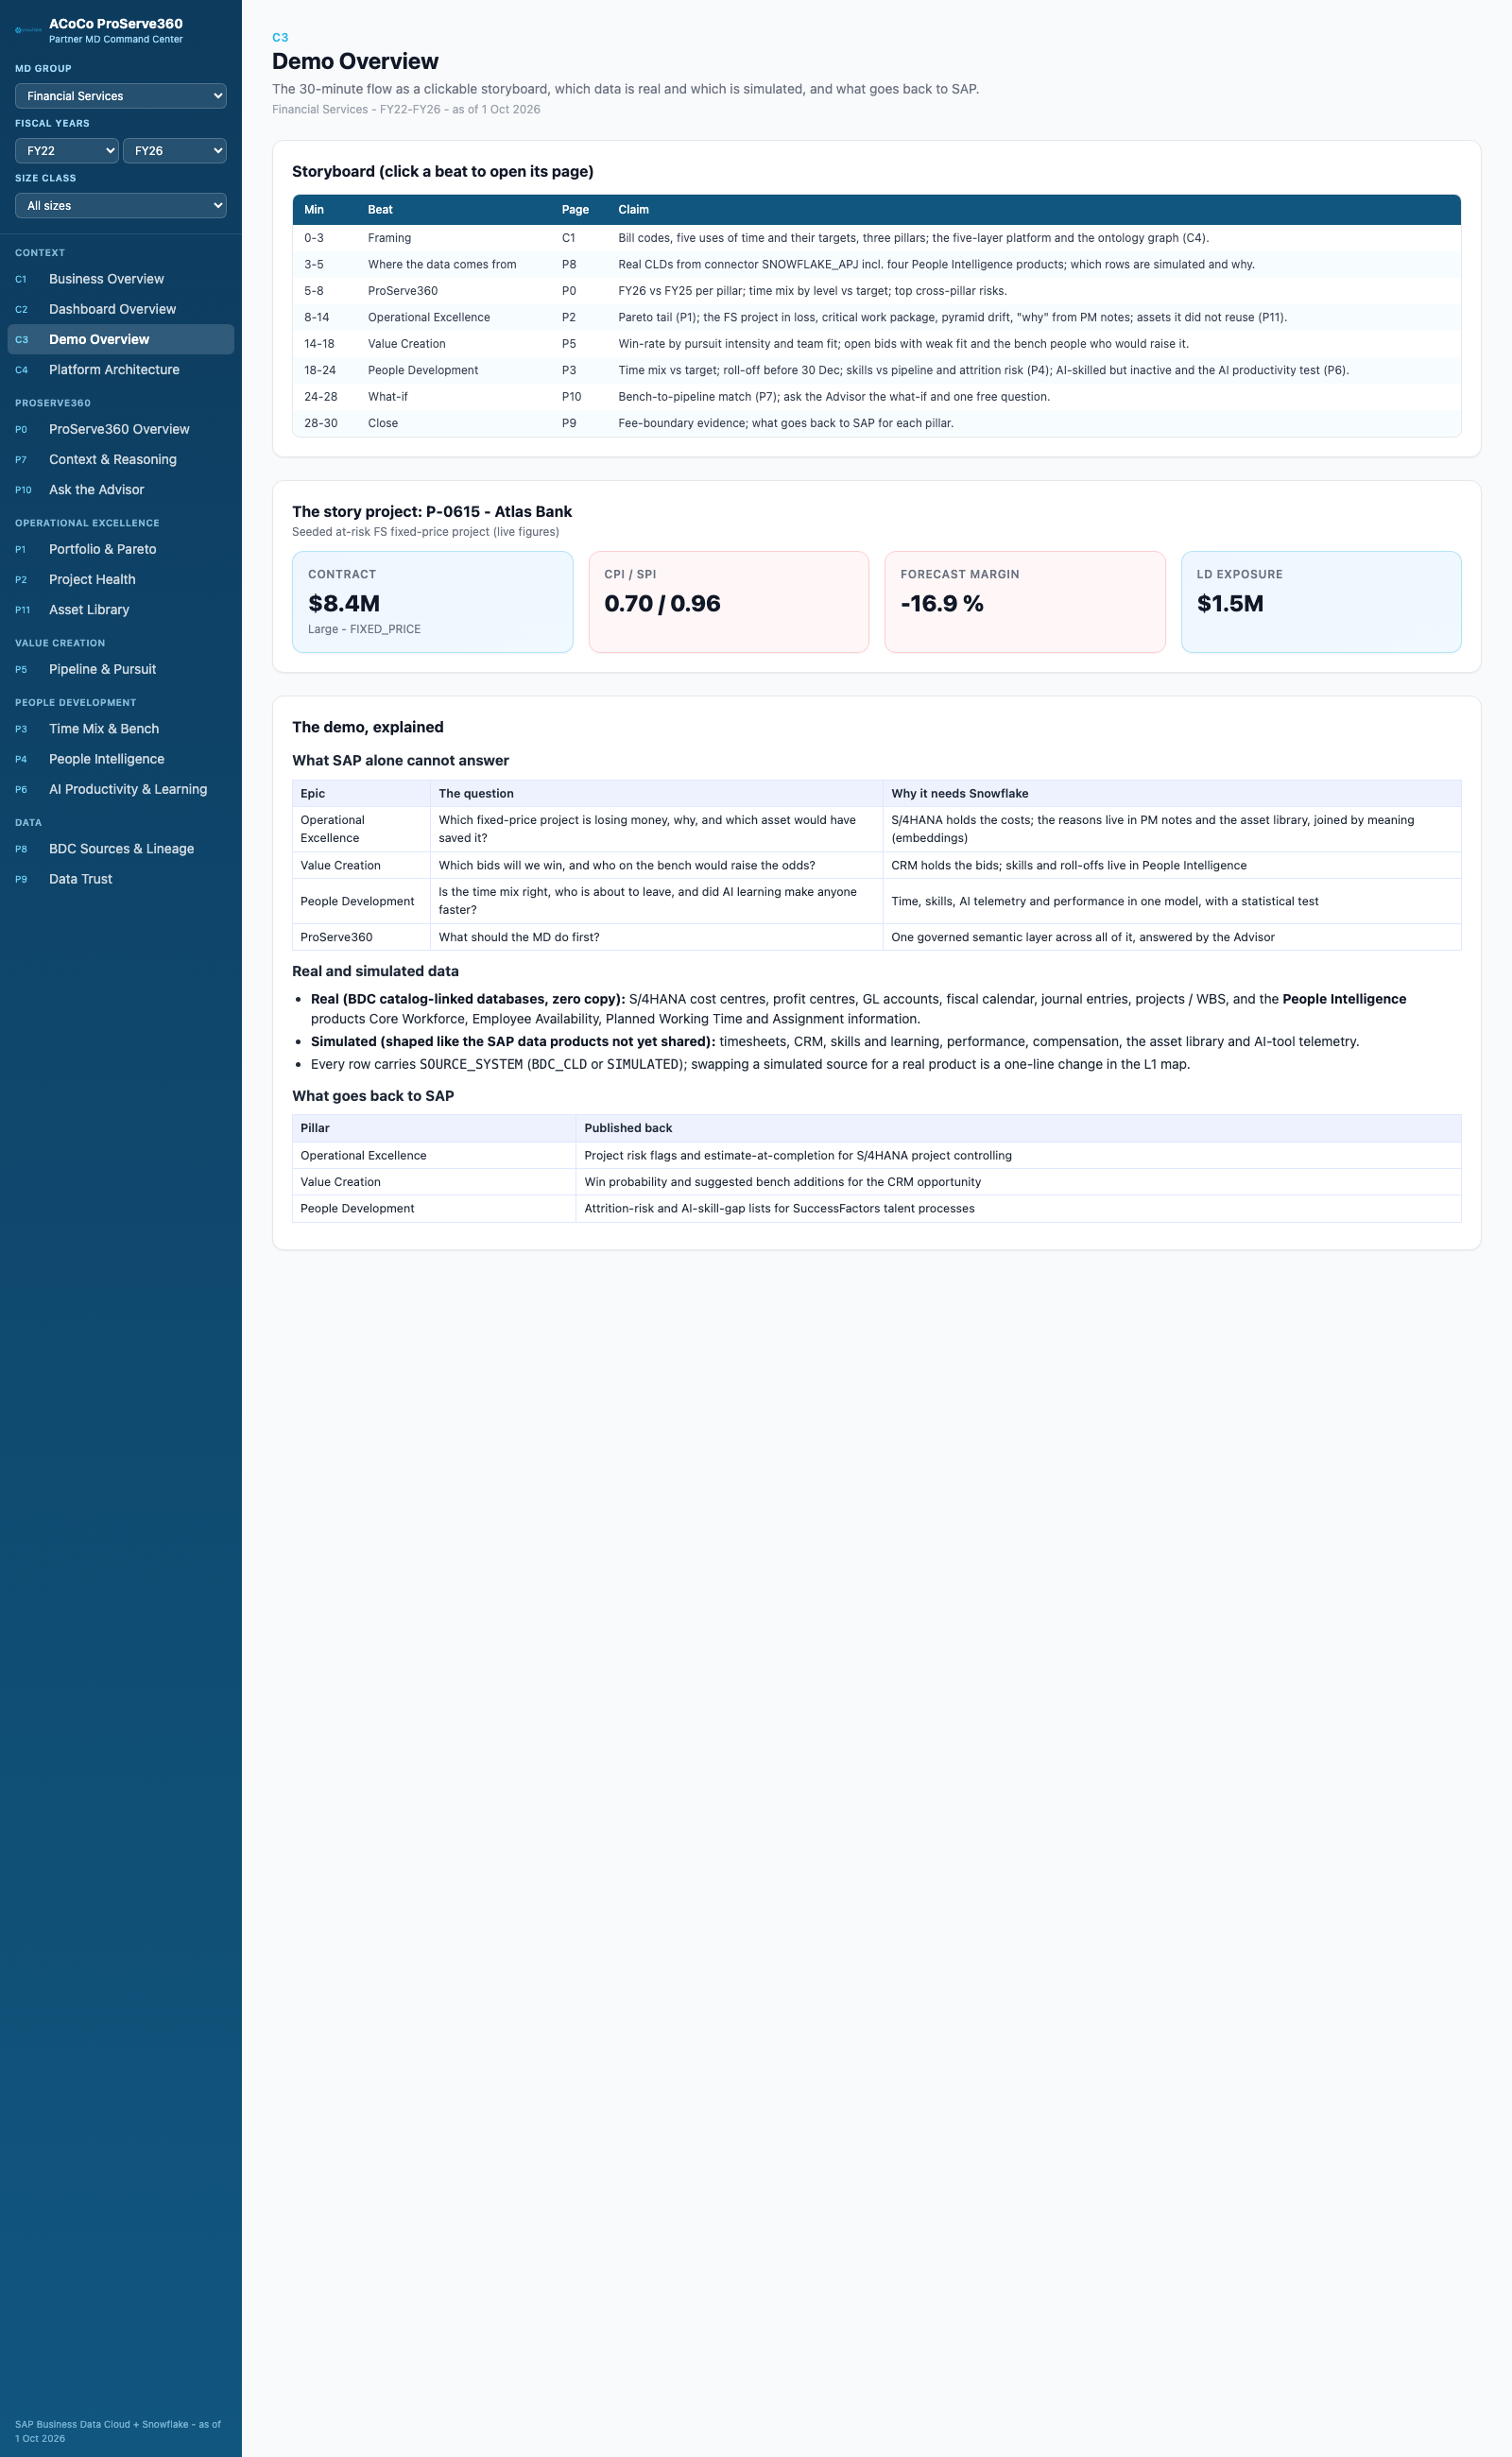 ACoCo ProServe360
Partner MD Command Center
MD GROUP
Financial Services
FISCAL YEARS
FY22 FY26
SIZE CLASS
All sizes
CONTEXT
C1 Business Overview
C2 Dashboard Overview
C3 Demo Overview
C4 Platform Architecture
PROSERVE360
P0 ProServe360 Overview
P7 Context & Reasoning
P10 Ask the Advisor
OPERATIONAL EXCELLENCE
P1 Portfolio & Pareto
P2 Project Health
P11 Asset Library
VALUE CREATION
P5 Pipeline & Pursuit
PEOPLE DEVELOPMENT
P3 Time Mix & Bench
P4 People Intelligence
P6 AI Productivity & Learning
DATA
P8 BDC Sources & Lineage
P9 Data Trust
SAP Business Data Cloud + Snowflake - as of
1 Oct 2026
C3
Demo Overview
The 30-minute flow as a clickable storyboard, which data is real and which is simulated, and what goes back to SAP.
Financial Services - FY22-FY26 - as of 1 Oct 2026
Storyboard (click a beat to open its page)
Min Beat Page Claim
0-3 Framing C1 Bill codes, five uses of time and their targets, three pillars; the five-layer platform and the ontology graph (C4).
3-5 Where the data comes from P8 Real CLDs from connector SNOWFLAKE_APJ incl. four People Intelligence products; which rows are simulated and why.
5-8 ProServe360 P0 FY26 vs FY25 per pillar; time mix by level vs target; top cross-pillar risks.
8-14 Operational Excellence P2 Pareto tail (P1); the FS project in loss, critical work package, pyramid drift, "why" from PM notes; assets it did not reuse (P11).
14-18 Value Creation P5 Win-rate by pursuit intensity and team fit; open bids with weak fit and the bench people who would raise it.
18-24 People Development P3 Time mix vs target; roll-off before 30 Dec; skills vs pipeline and attrition risk (P4); AI-skilled but inactive and the AI productivity test (P6).
24-28 What-if P10 Bench-to-pipeline match (P7); ask the Advisor the what-if and one free question.
28-30 Close P9 Fee-boundary evidence; what goes back to SAP for each pillar.
The story project: P-0615 - Atlas Bank
Seeded at-risk FS fixed-price project (live figures)
CONTRACT
$8.4M
Large - FIXED_PRICE
CPI / SPI
0.70 / 0.96
FORECAST MARGIN
-16.9 %
LD EXPOSURE
$1.5M
The demo, explained
What SAP alone cannot answer
Epic The question Why it needs Snowflake
Operational Excellence Which fixed-price project is losing money, why, and which asset would have saved it? S/4HANA holds the costs; the reasons live in PM notes and the asset library, joined by meaning (embeddings)
Value Creation Which bids will we win, and who on the bench would raise the odds? CRM holds the bids; skills and roll-offs live in People Intelligence
People Development Is the time mix right, who is about to leave, and did AI learning make anyone faster? Time, skills, AI telemetry and performance in one model, with a statistical test
ProServe360 What should the MD do first? One governed semantic layer across all of it, answered by the Advisor
Real and simulated data
• Real (BDC catalog-linked databases, zero copy): S/4HANA cost centres, profit centres, GL accounts, fiscal calendar, journal entries, projects / WBS, and the People Intelligence
products Core Workforce, Employee Availability, Planned Working Time and Assignment information.
• Simulated (shaped like the SAP data products not yet shared): timesheets, CRM, skills and learning, performance, compensation, the asset library and AI-tool telemetry.
• Every row carries SOURCE_SYSTEM (BDC_CLD or SIMULATED); swapping a simulated source for a real product is a one-line change in the L1 map.
What goes back to SAP
Pillar Published back
Operational Excellence Project risk flags and estimate-at-completion for S/4HANA project controlling
Value Creation Win probability and suggested bench additions for the CRM opportunity
People Development Attrition-risk and AI-skill-gap lists for SuccessFactors talent processes